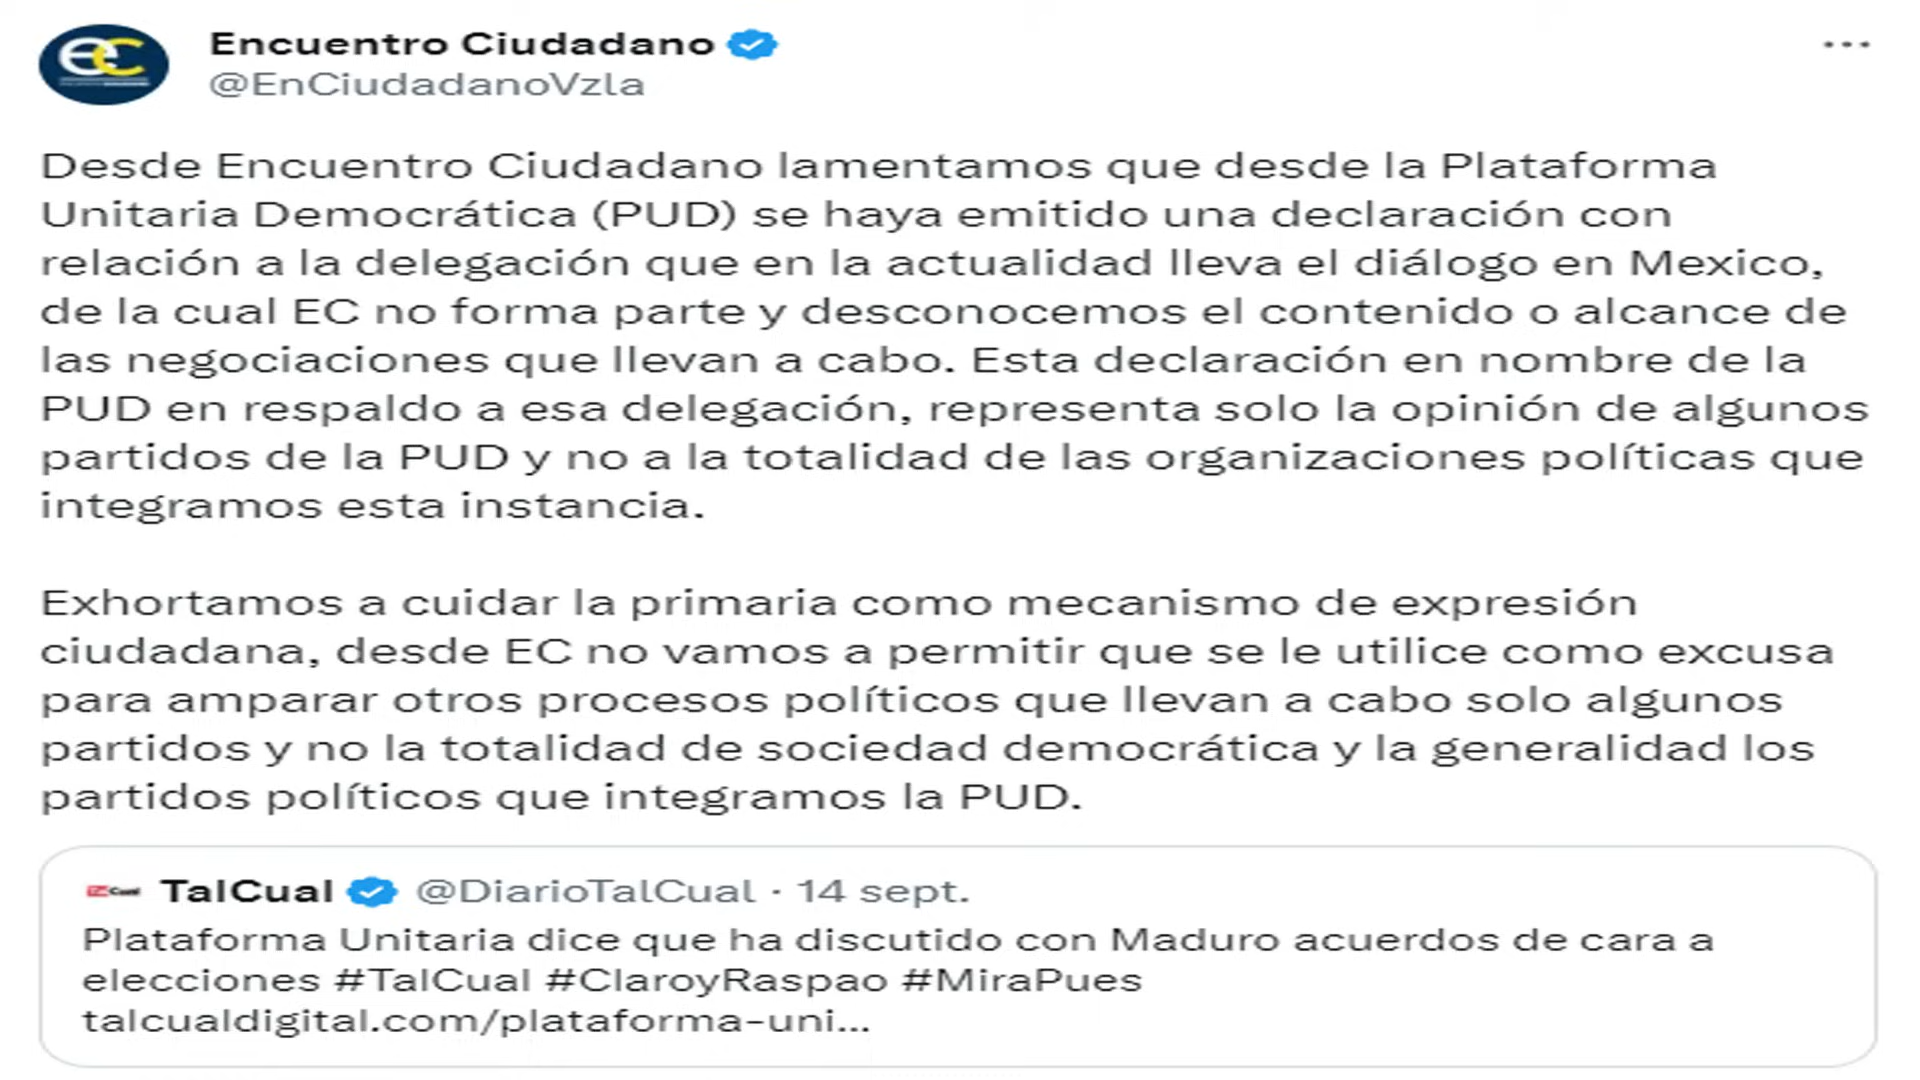 Encuentro Ciudadano
@EnCiudadanoVzla
Desde Encuentro Ciudadano lamentamos que desde la Plataforma
Unitaria Democrática (PUD) se haya emitido una declaración con
relación a la delegación que en la actualidad lleva el diálogo en Mexico,
de la cual EC no forma parte y desconocemos el contenido o alcance de
las negociaciones que llevan a cabo. Esta declaración en nombre de la
PUD en respaldo a esa delegación, representa solo la opinión de algunos
partidos de la PUD y no a la totalidad de las organizaciones políticas que
integramos esta instancia.
Exhortamos a cuidar la primaria como mecanismo de expresión
ciudadana, desde EC no vamos a permitir que se le utilice como excusa
para amparar otros procesos políticos que llevan a cabo solo algunos
partidos y no la totalidad de sociedad democrática y la generalidad los
partidos políticos que integramos la PUD.
TalCual @DiarioTalCual · 14 sept.
Plataforma Unitaria dice que ha discutido con Maduro acuerdos de cara a
elecciones #TalCual #ClaroyRaspao #MiraPues
talcualdigital.com/plataforma-uni...